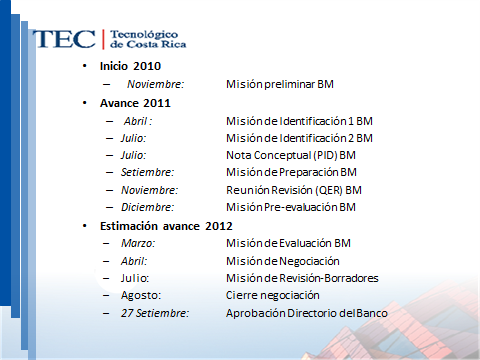 TEC | Tecnológico
de Costa Rica
• Inicio 2010
– Noviembre: Misión preliminar BM
• Avance 2011
– Abril : Misión de Identificación 1 BM
– Julio: Misión de Identificación 2 BM
– Julio: Nota Conceptual (PID) BM
– Setiembre: Misión de Preparación BM
– Noviembre: Reunión Revisión (QER) BM
– Diciembre: Misión Pre-evaluación BM
• Estimación avance 2012
– Marzo: Misión de Evaluación BM
– Abril: Misión de Negociación
– Julio: Misión de Revisión-Borradores
– Agosto: Cierre negociación
– 27 Setiembre: Aprobación Directorio del Banco